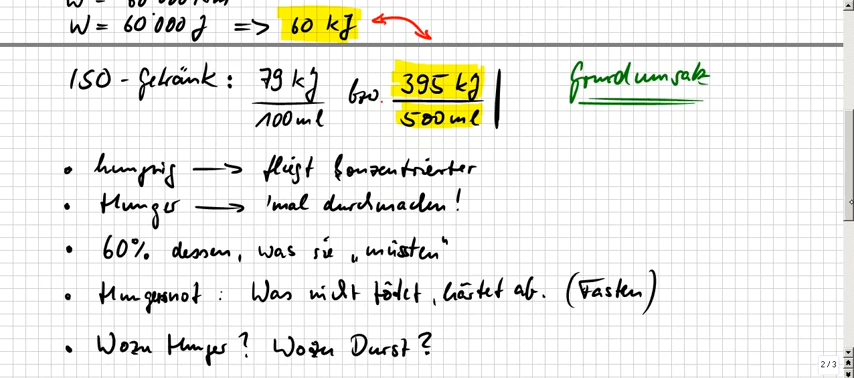 W = 60'000 J => 60 kJ
ISO-Getränk: 79 kJ / 100 ml bzw. 395 kJ / 500 ml Grundumsatz
• hungrig → fliegt konzentrierter
• Hunger → 'mal durchmachen!
• 60% dessen, was sie „müssten"
• Hungersnot: Was nicht tödet, härtet ab. (Fasten)
• Wozu Hunger? Wozu Durst?
2/3